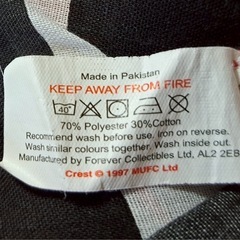 Made in Pakistan
KEEP AWAY FROM FIRE
40°
70% Polyester 30%Cotton
Recommend wash before use, iron on reverse.
Wash similar colours together. Wash inside out.
Manufactured by Forever Collectibles Ltd, AL2 2ES
Crest © 1997 MUFC Ltd